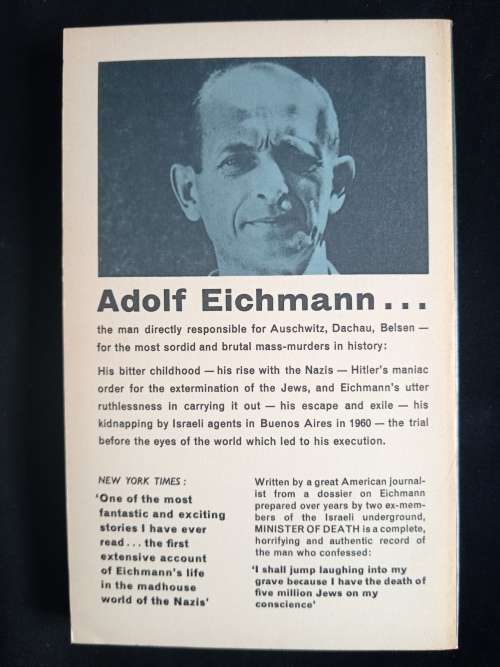 Adolf Eichmann . . .
the man directly responsible for Auschwitz, Dachau, Belsen —
for the most sordid and brutal mass-murders in history:
His bitter childhood — his rise with the Nazis — Hitler's maniac
order for the extermination of the Jews, and Eichmann's utter
ruthlessness in carrying it out — his escape and exile — his
kidnapping by Israeli agents in Buenos Aires in 1960 — the trial
before the eyes of the world which led to his execution.
NEW YORK TIMES :
'One of the most
fantastic and exciting
stories I have ever
read . . . the first
extensive account
of Eichmann's life
in the madhouse
world of the Nazis'
Written by a great American journal-
ist from a dossier on Eichmann
prepared over years by two ex-mem-
bers of the Israeli underground,
MINISTER OF DEATH is a complete,
horrifying and authentic record of
the man who confessed:
'I shall jump laughing into my
grave because I have the death of
five million Jews on my
conscience'